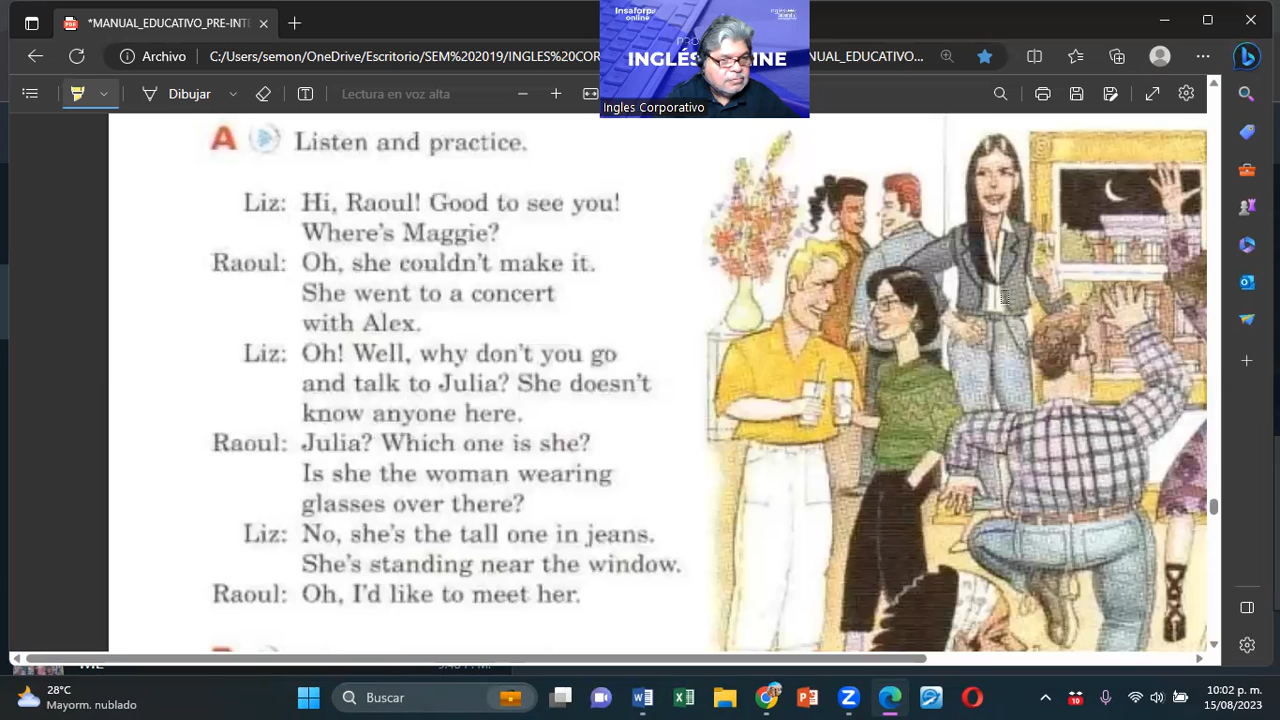 *MANUAL_EDUCATIVO_PRE-INTE
Insaforp
online
INGLÉS
INE
Ingles Corporativo
Archivo
C:/Users/semon/OneDrive/Escritorio/SEM%202019/INGLES%20COR
ANUAL_EDUCATIVO...
Dibujar
Lectura en voz alta
A Listen and practice.
Liz: Hi, Raoul! Good to see you!
Where's Maggie?
Raoul: Oh, she couldn't make it.
She went to a concert
with Alex.
Liz: Oh! Well, why don't you go
and talk to Julia? She doesn't
know anyone here.
Raoul: Julia? Which one is she?
Is she the woman wearing
glasses over there?
Liz: No, she's the tall one in jeans.
She's standing near the window.
Raoul: Oh, I'd like to meet her.
28°C
Mayorm. nublado
Buscar
10
10:02 p. m.
15/08/2023